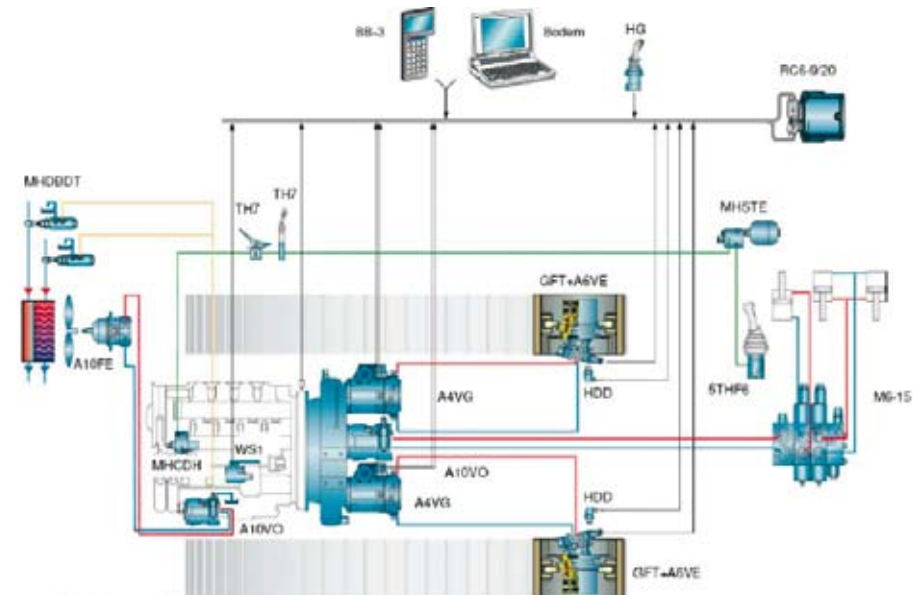 BB-3
Bodem
HG
RC6-9/20
MHDBDT
TH7
TH7
MHSTE
GFT+A6VE
A10FE
A4VG
HDD
6THF6
M6-15
MHCDH
WS1
A10VO
A4VG
HDD
A10VO
GFT+A6VE